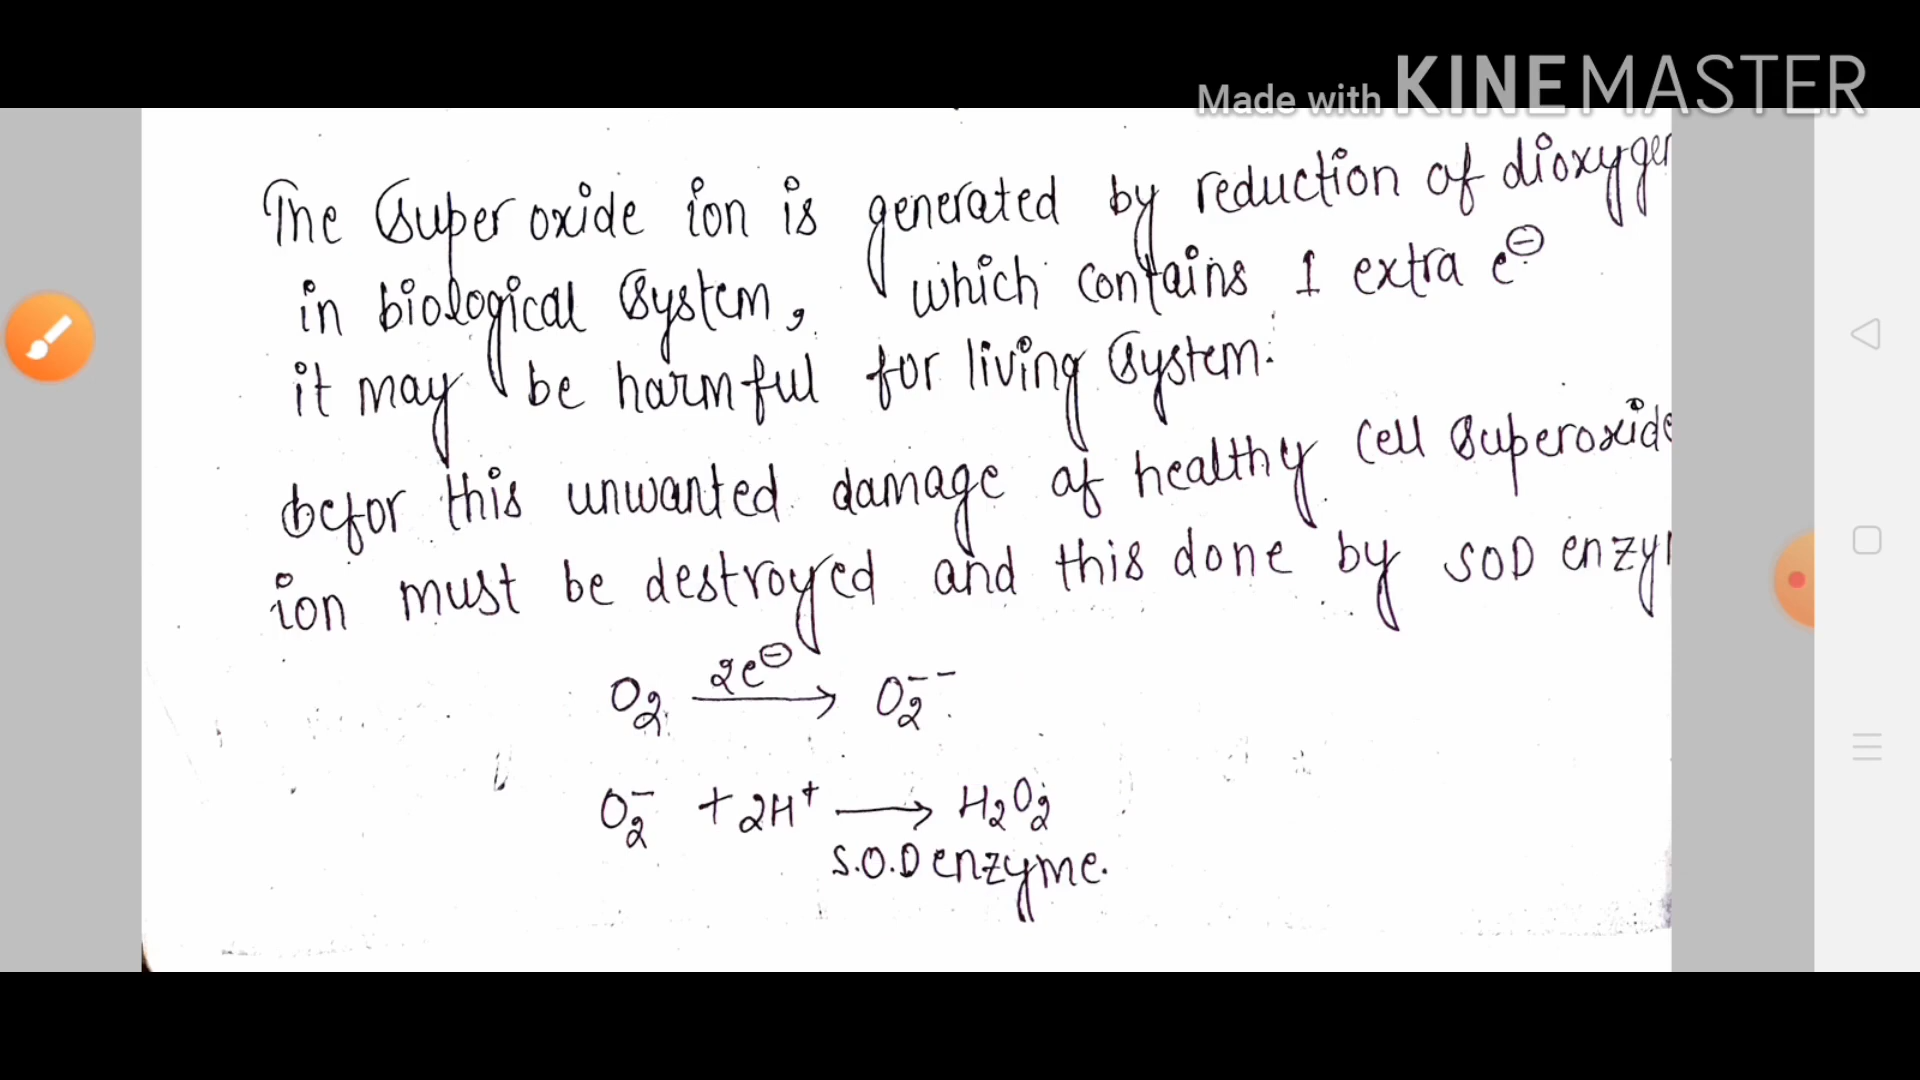 Made with KINEMASTER
The Super oxide ion is generated by reduction of dioxygen
in biological System, which contains 1 extra e⊖
it may be harmful for living System.
befor this unwanted damage of healthy cell Superoxide
ion must be destroyed and this done by SOD enzy
O₂ —2e⊖→ O₂⁻⁻
O₂⁻ + 2H⁺ ⟶ H₂O₂
S.O.D enzyme.